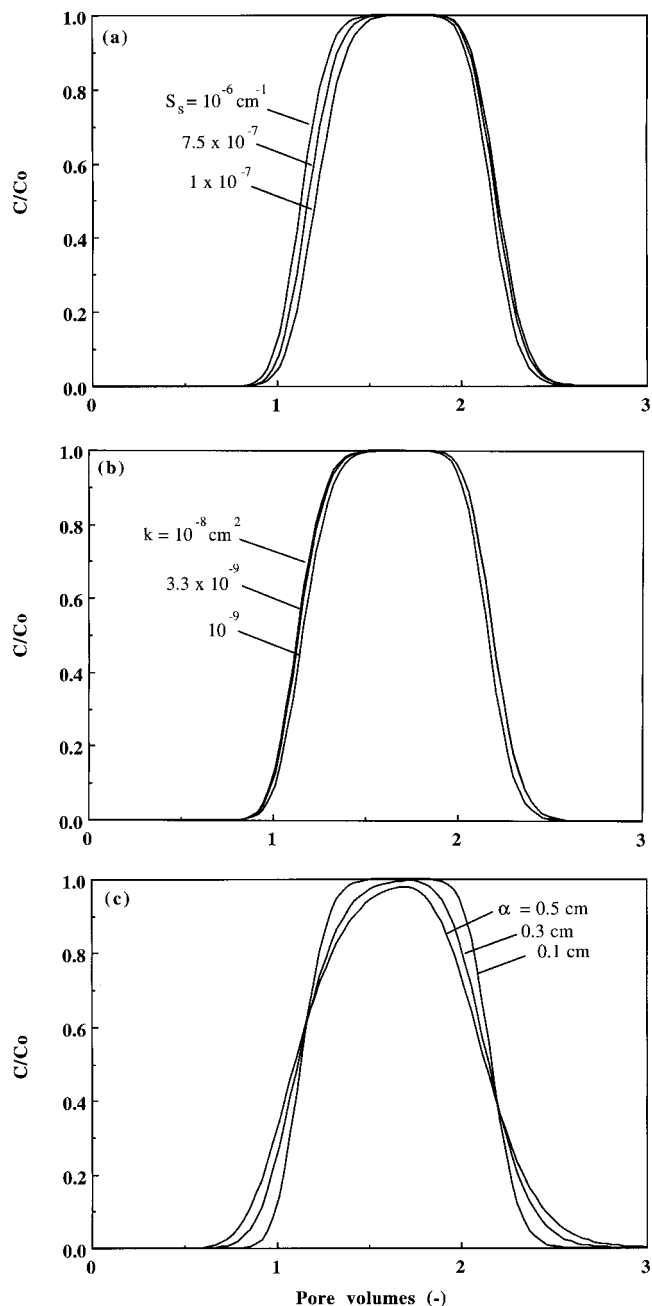 (a)
1.0
0.8
0.6
0.4
0.2
0.0
C/Co
S_s = 10^-6 cm^-1
7.5 x 10^-7
1 x 10^-7
0 1 2 3
(b)
1.0
0.8
0.6
0.4
0.2
0.0
C/Co
k = 10^-8 cm^2
3.3 x 10^-9
10^-9
0 1 2 3
(c)
1.0
0.8
0.6
0.4
0.2
0.0
C/Co
α = 0.5 cm
0.3 cm
0.1 cm
0 1 2 3
Pore volumes (-)